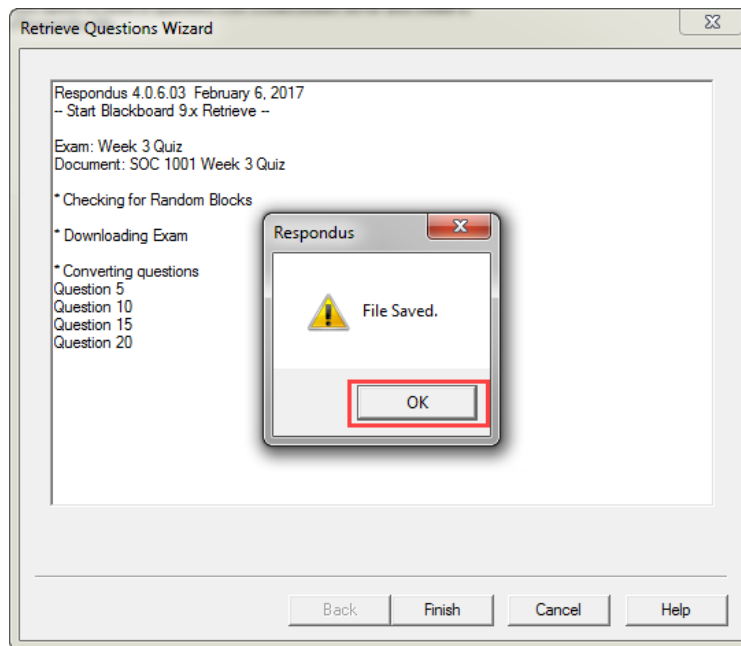 Retrieve Questions Wizard
Respondus 4.0.6.03 February 6, 2017
-- Start Blackboard 9.x Retrieve --
Exam: Week 3 Quiz
Document: SOC 1001 Week 3 Quiz
* Checking for Random Blocks
* Downloading Exam
* Converting questions
Question 5
Question 10
Question 15
Question 20
Respondus
File Saved.
OK
Back Finish Cancel Help